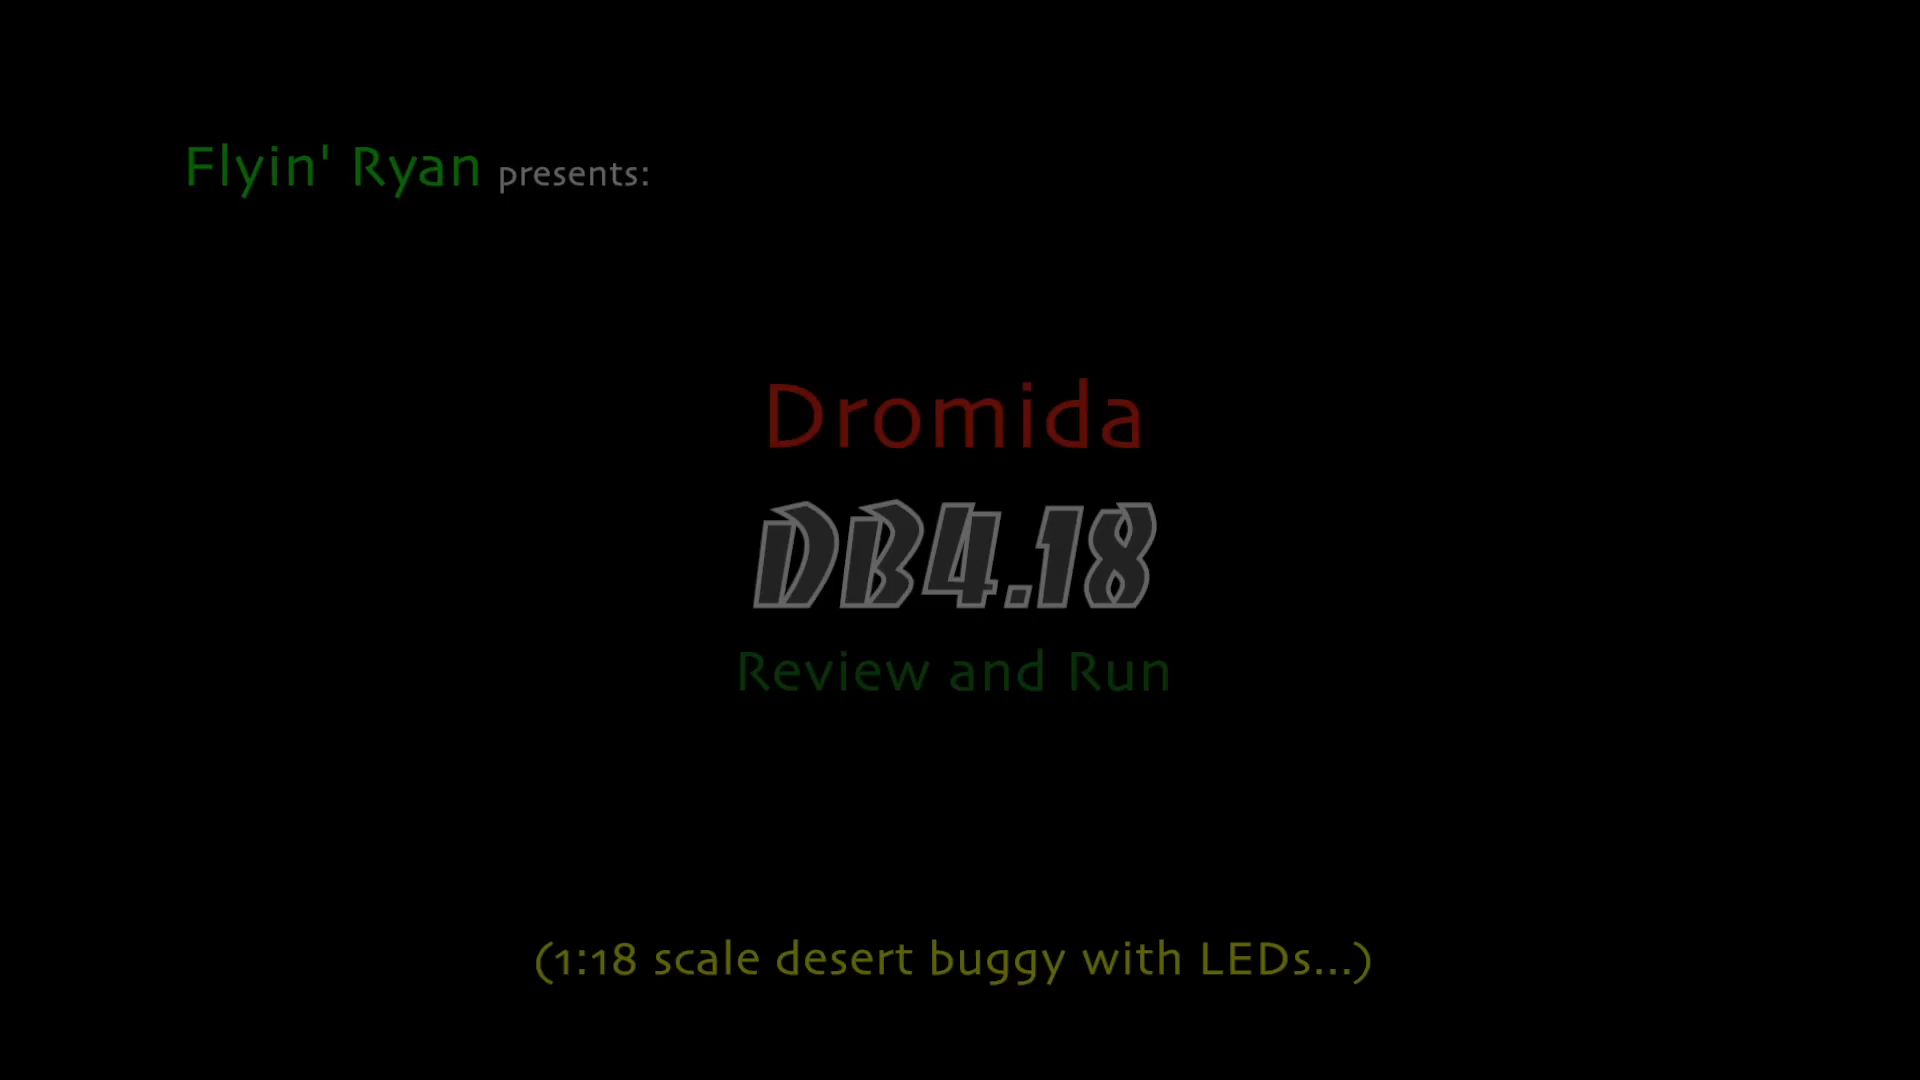 Flyin' Ryan presents:
Dromida
DB4.18
Review and Run
(1:18 scale desert buggy with LEDs...)